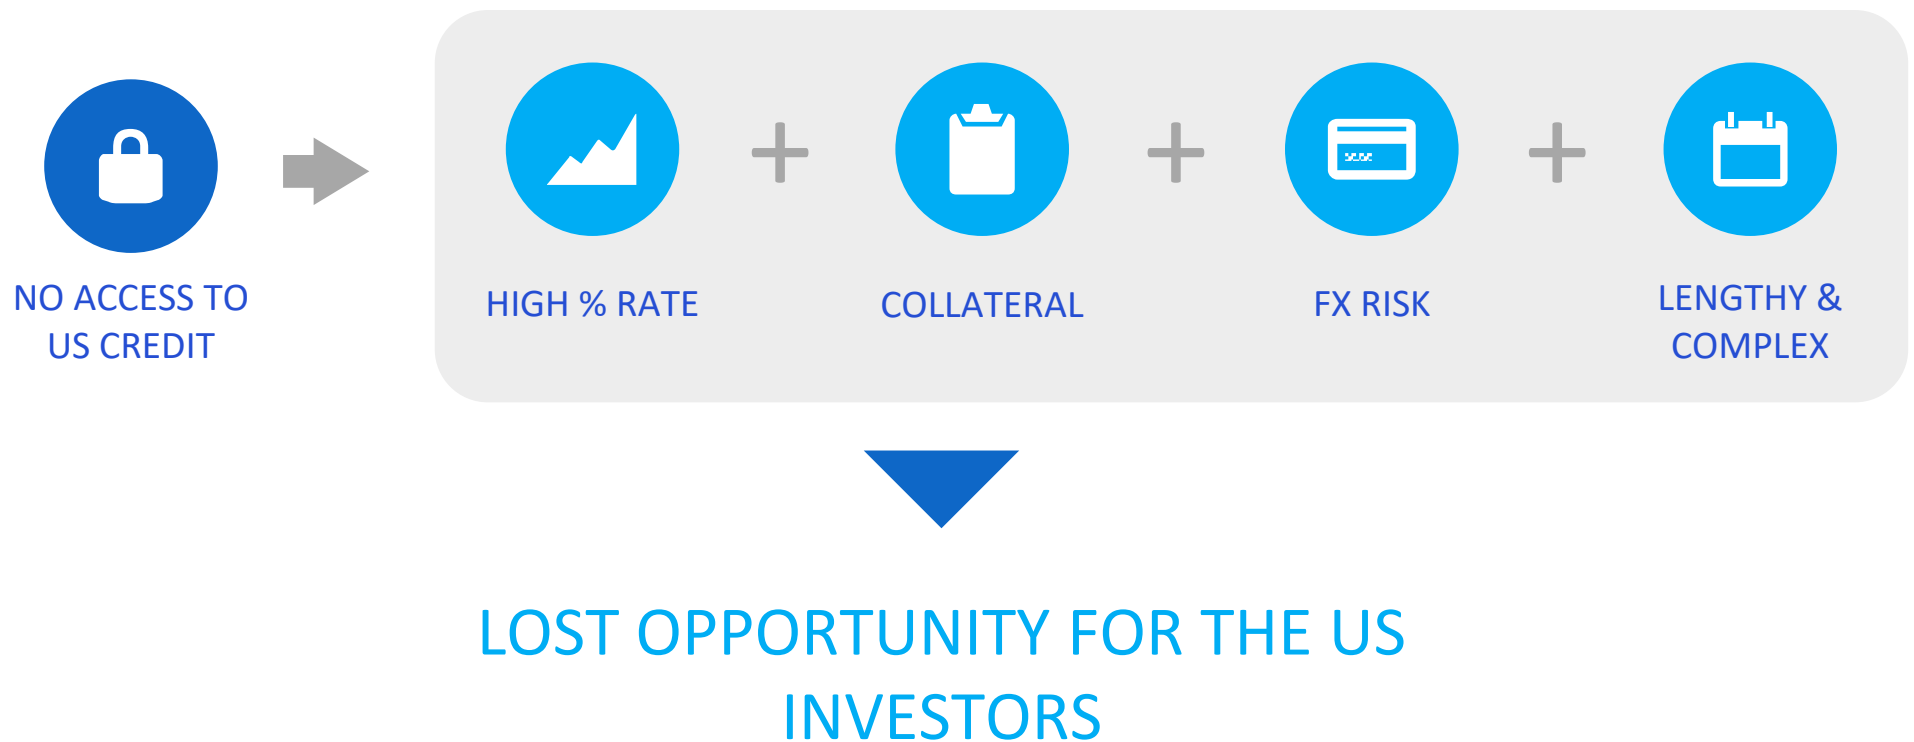 NO ACCESS TO
US CREDIT
HIGH % RATE
COLLATERAL
FX RISK
LENGTHY &
COMPLEX
LOST OPPORTUNITY FOR THE US
INVESTORS